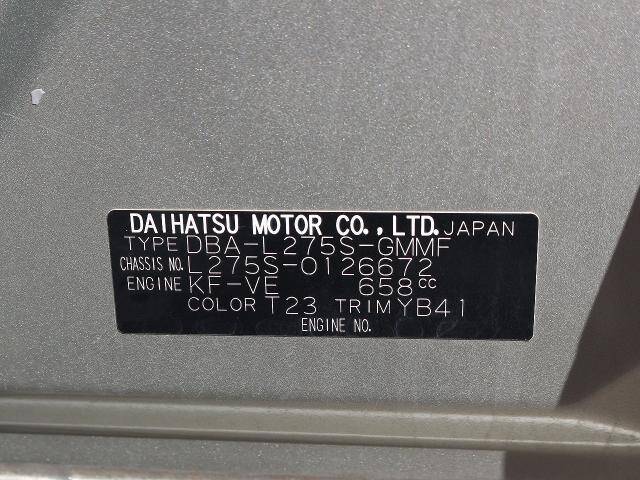 DAIHATSU MOTOR CO.,LTD. JAPAN
TYPE DBA-L275S-GMMF
CHASSIS NO. L275S-0126672
ENGINE KF-VE 658cc
COLOR T23 TRIM YB41
ENGINE NO.